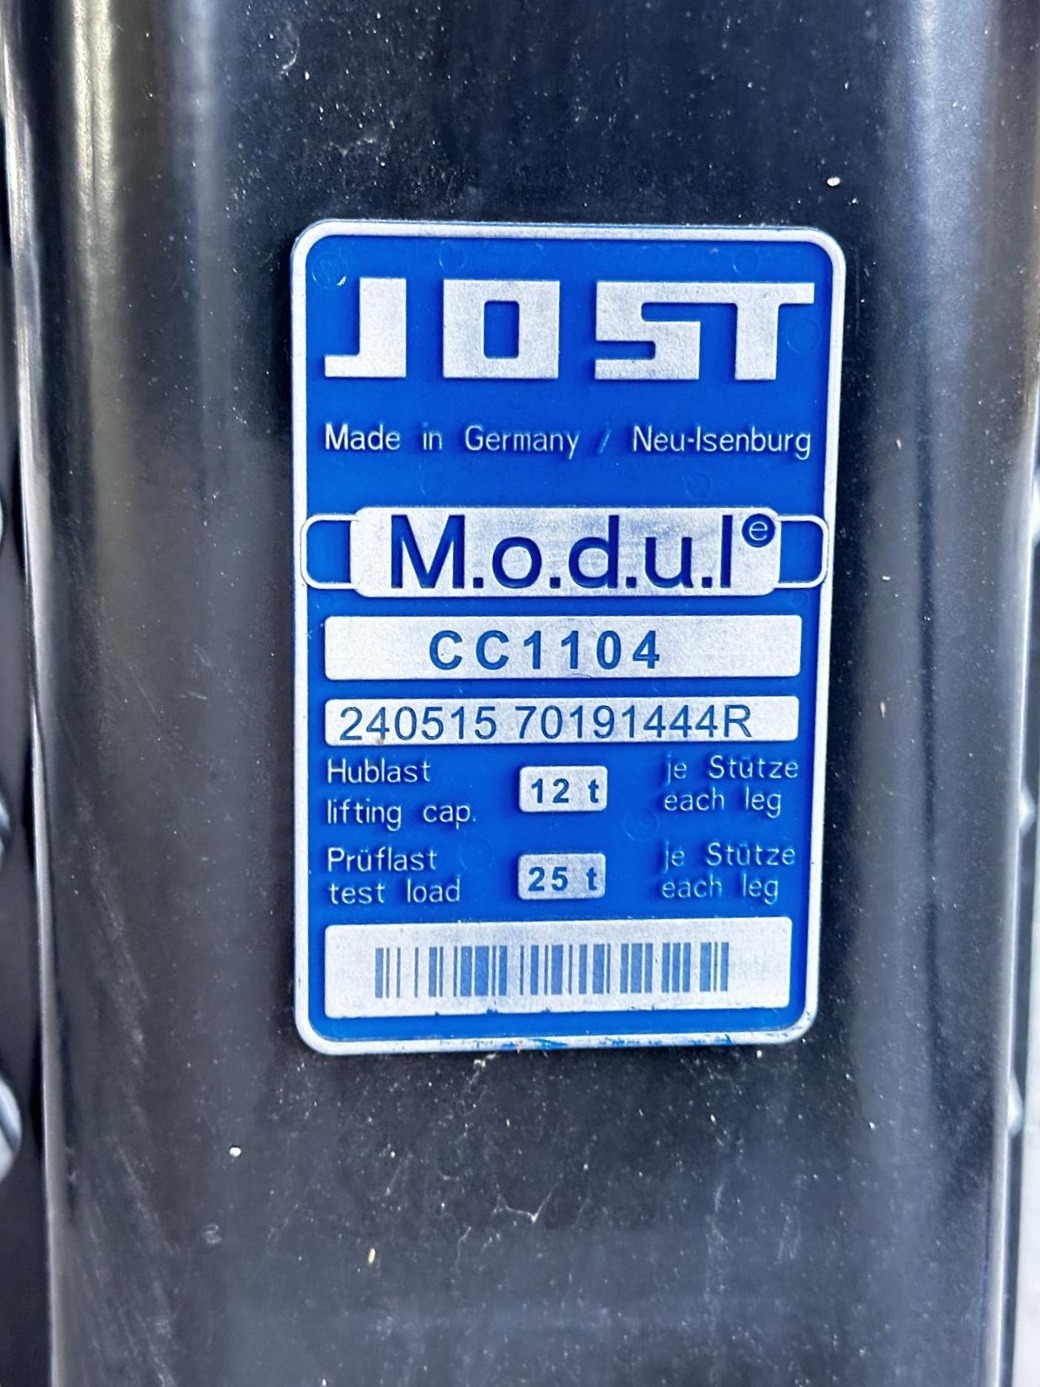 JOST
Made in Germany / Neu-Isenburg
M.o.d.u.l e
CC1104
240515 70191444R
Hublast 12 t je Stütze
lifting cap. each leg
Prüflast 25 t je Stütze
test load each leg